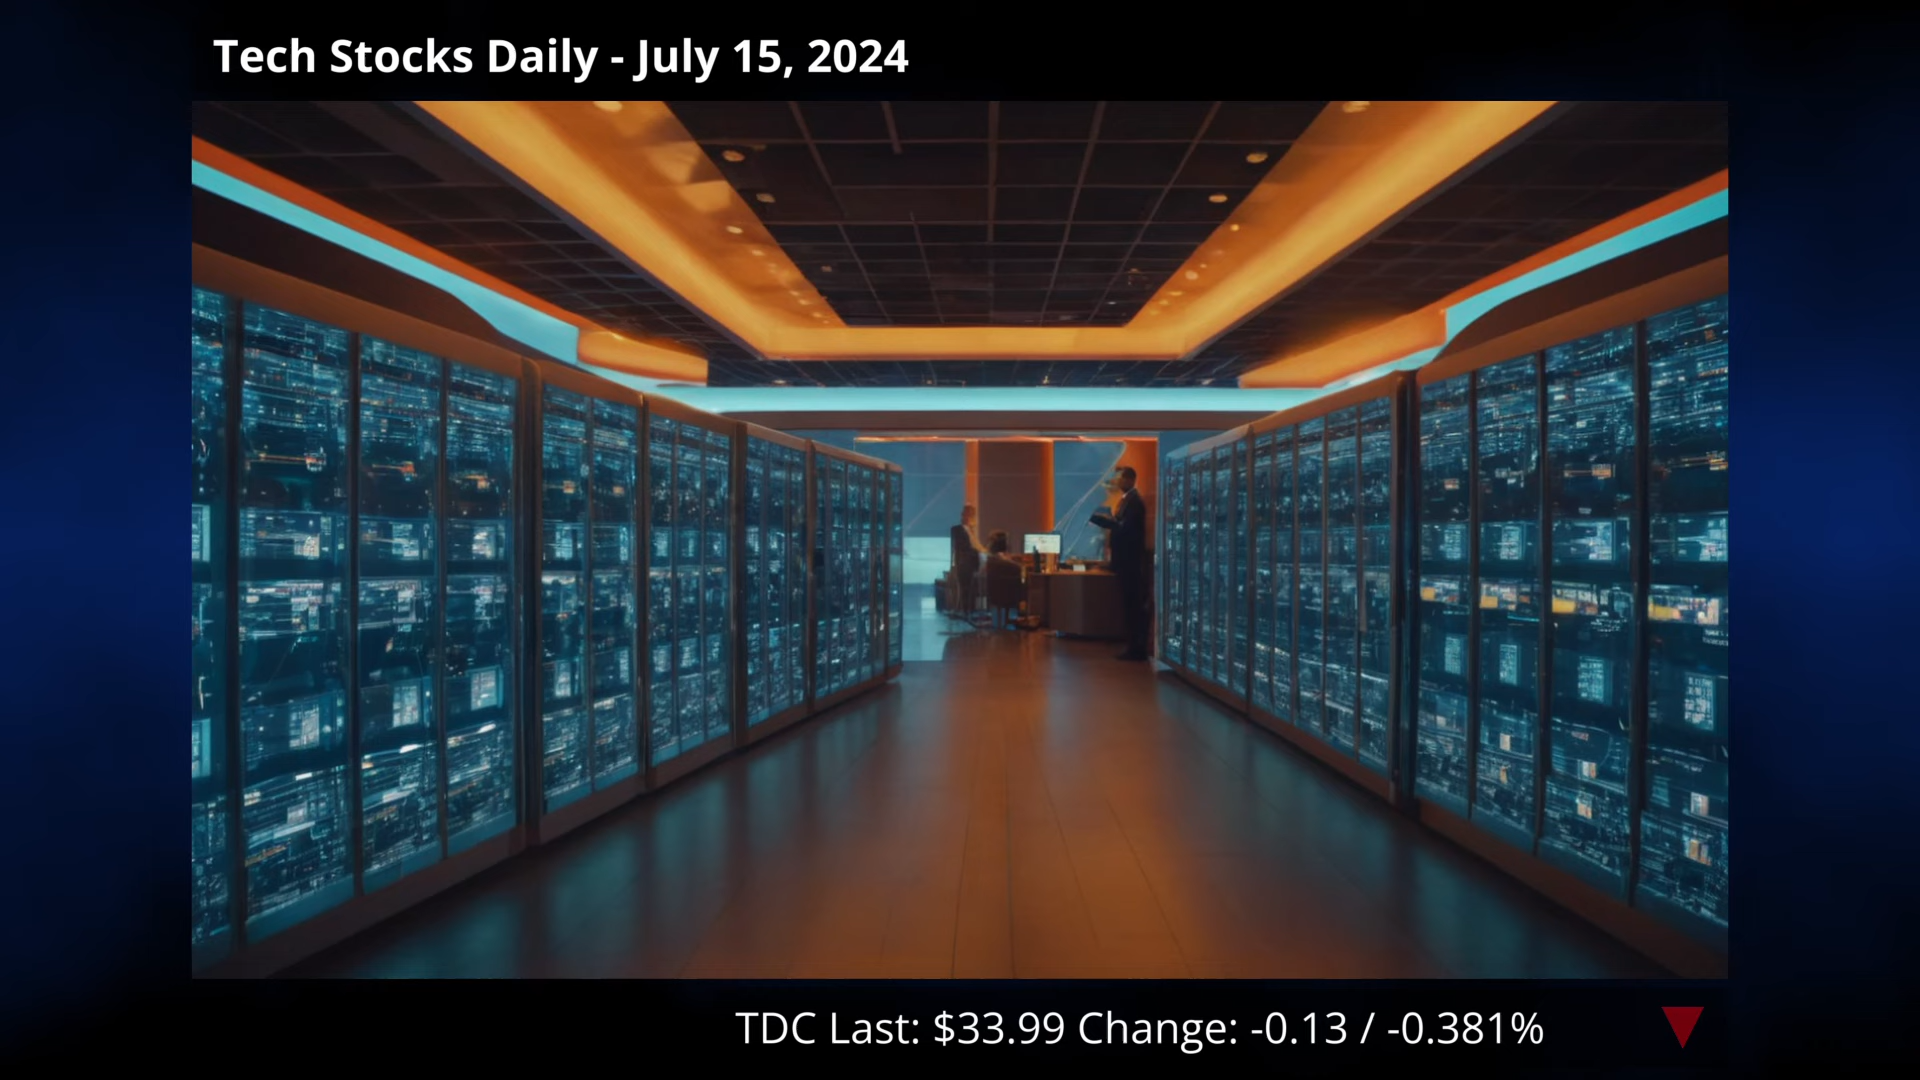 Tech Stocks Daily - July 15, 2024
TDC Last: $33.99 Change: -0.13 / -0.381%